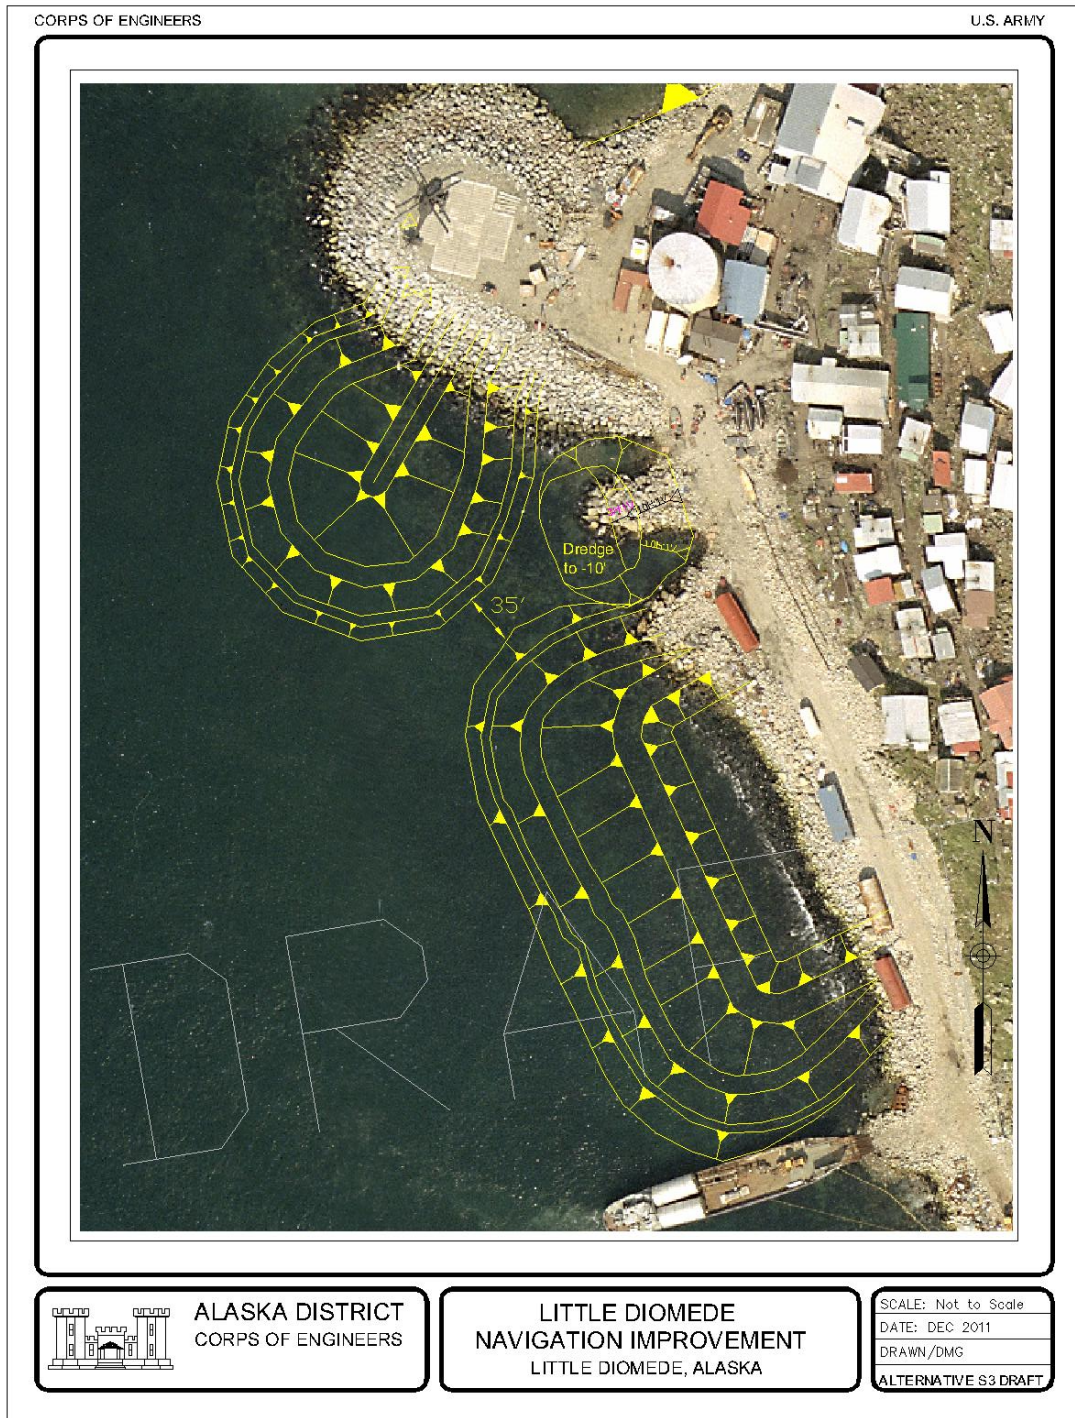 CORPS OF ENGINEERS
U.S. ARMY
Dredge
to -10'
35'
N
DRAF
ALASKA DISTRICT
CORPS OF ENGINEERS
LITTLE DIOMEDE
NAVIGATION IMPROVEMENT
LITTLE DIOMEDE, ALASKA
SCALE: Not to Scale
DATE: DEC 2011
DRAWN/DMG
ALTERNATIVE S3 DRAFT